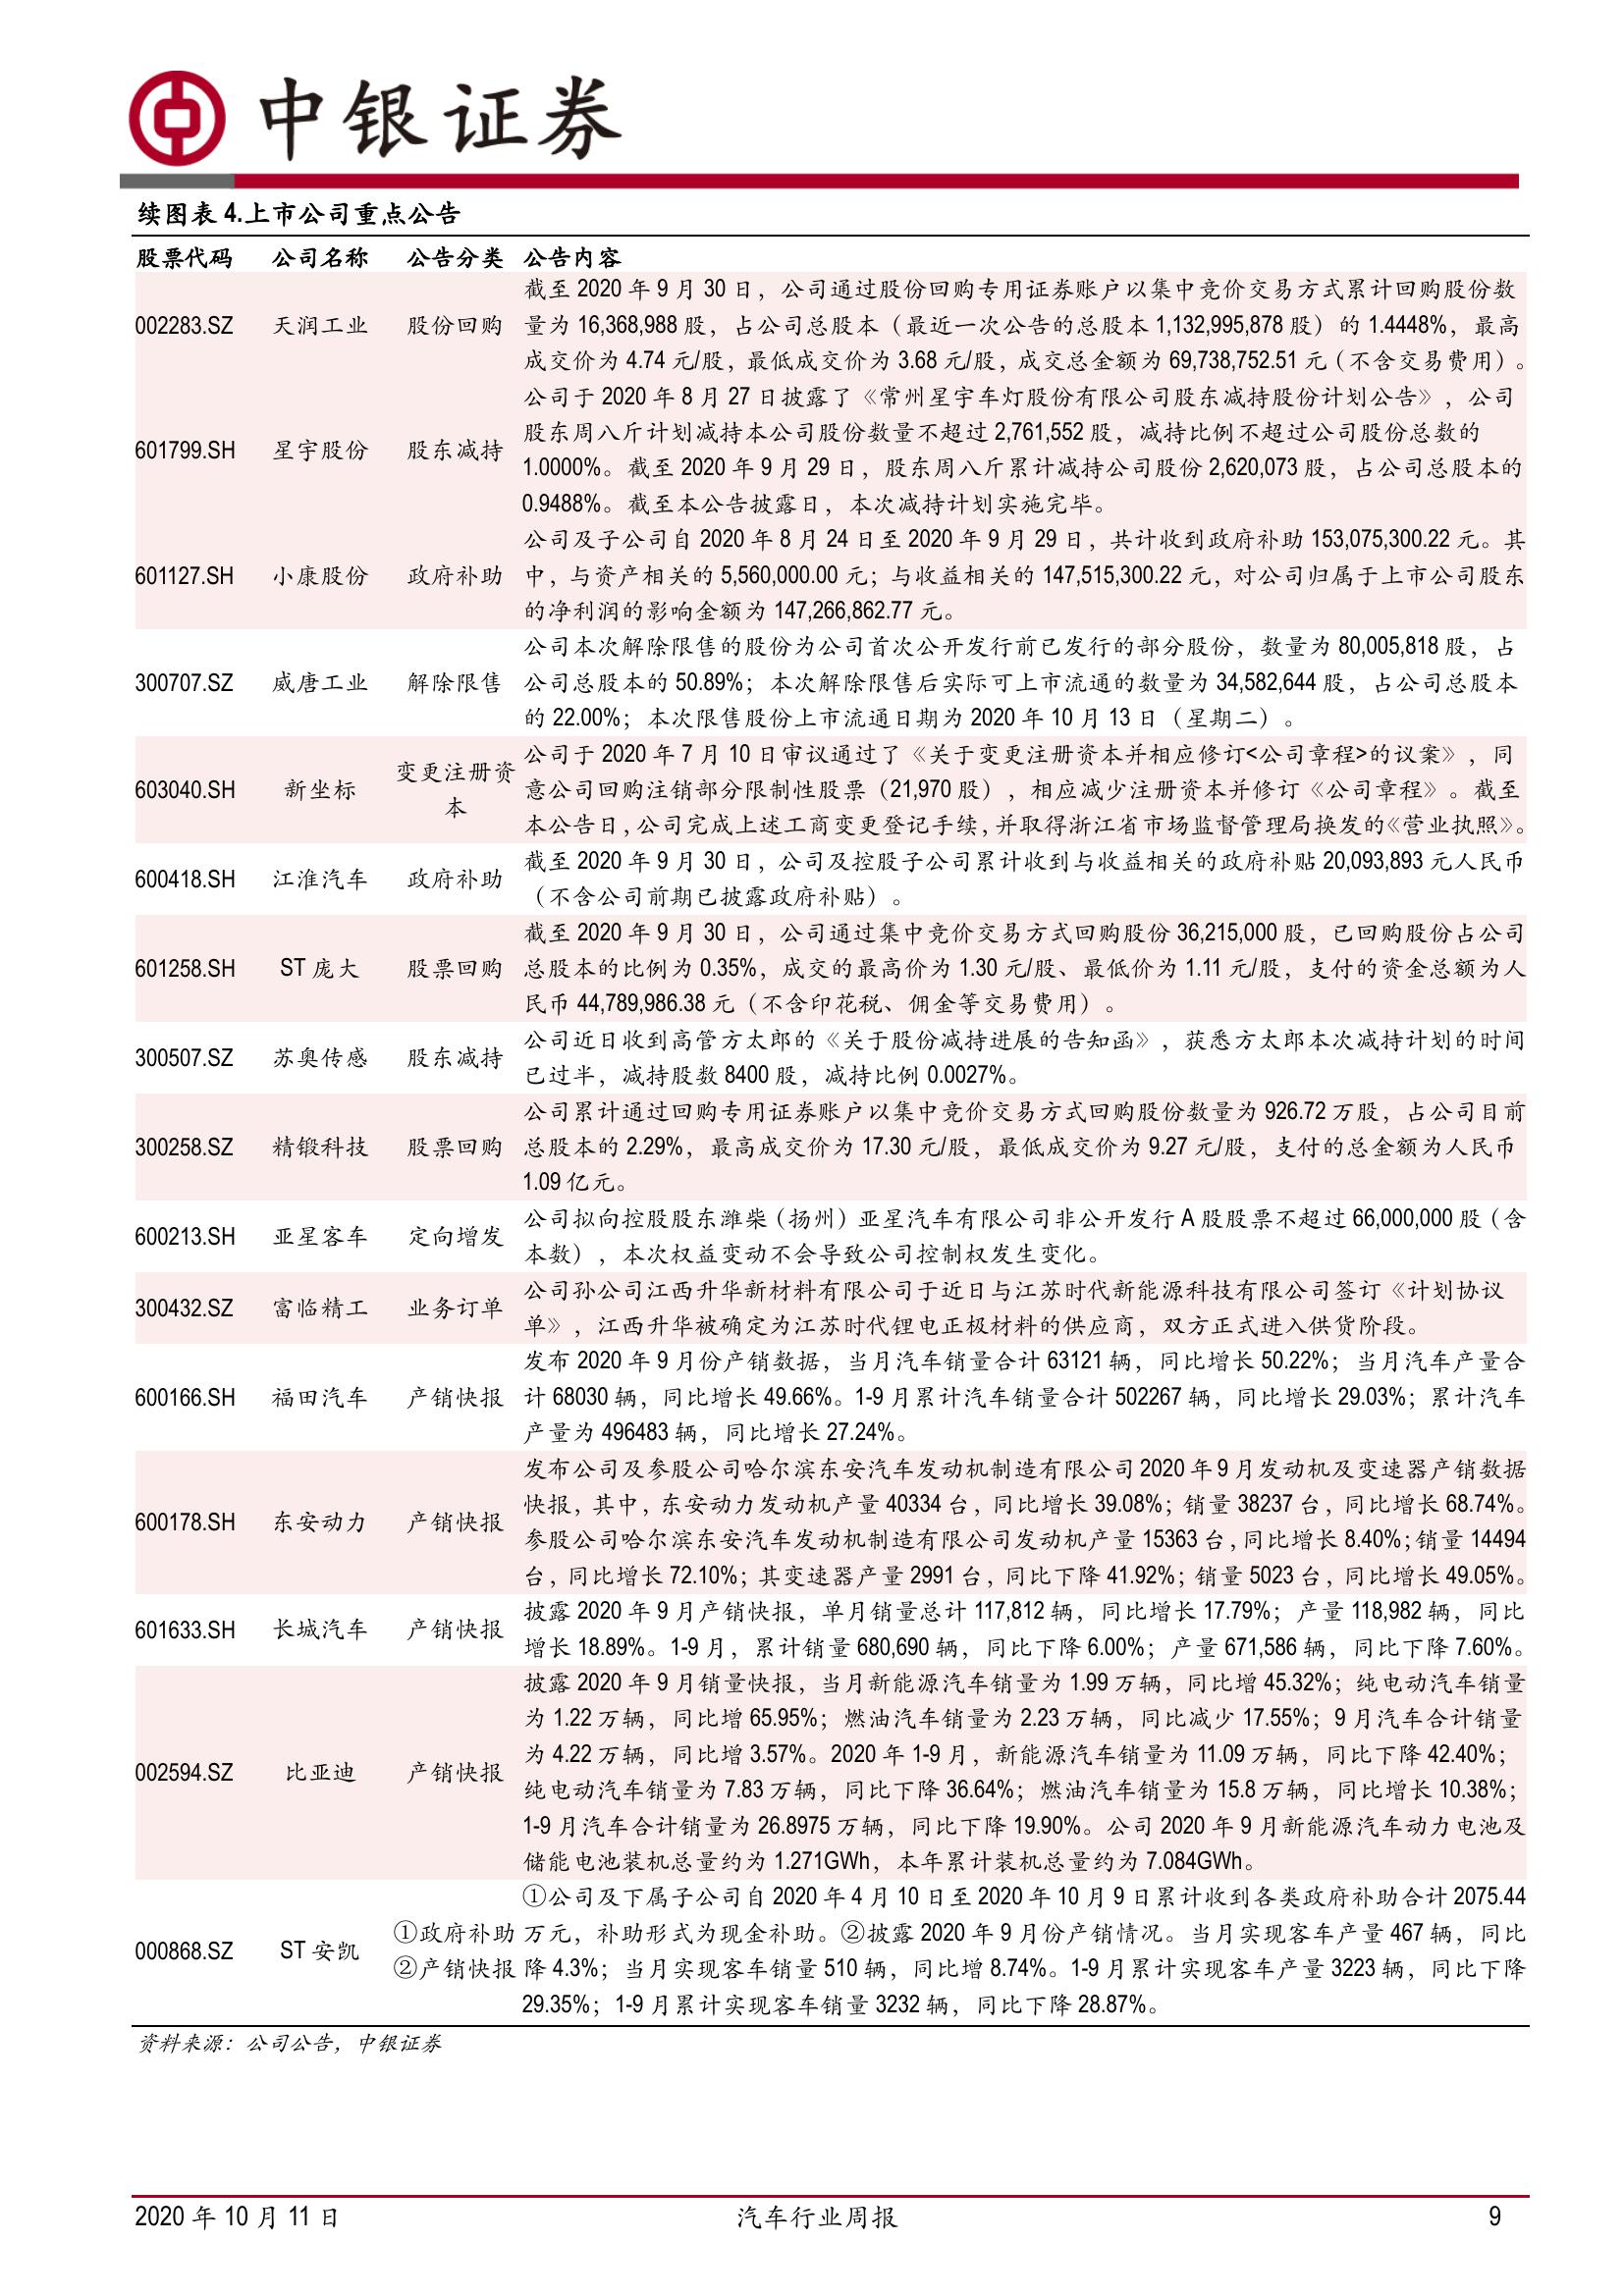 中银证券
续图表 4.上市公司重点公告
股票代码 公司名称 公告分类 公告内容
截至 2020 年 9 月 30 日，公司通过股份回购专用证券账户以集中竞价交易方式累计回购股份数
002283.SZ 天润工业 股份回购 量为 16,368,988 股，占公司总股本（最近一次公告的总股本 1,132,995,878 股）的 1.4448%，最高
成交价为 4.74 元/股，最低成交价为 3.68 元/股，成交总金额为 69,738,752.51 元（不含交易费用）。
公司于 2020 年 8 月 27 日披露了《常州星宇车灯股份有限公司股东减持股份计划公告》，公司
601799.SH 星宇股份 股东减持 股东周八斤计划减持本公司股份数量不超过 2,761,552 股，减持比例不超过公司股份总数的
1.0000%。截至 2020 年 9 月 29 日，股东周八斤累计减持公司股份 2,620,073 股，占公司总股本的
0.9488%。截至本公告披露日，本次减持计划实施完毕。
公司及子公司自 2020 年 8 月 24 日至 2020 年 9 月 29 日，共计收到政府补助 153,075,300.22 元。其
601127.SH 小康股份 政府补助 中，与资产相关的 5,560,000.00 元；与收益相关的 147,515,300.22 元，对公司归属于上市公司股东
的净利润的影响金额为 147,266,862.77 元。
公司本次解除限售的股份为公司首次公开发行前已发行的部分股份，数量为 80,005,818 股，占
300707.SZ 威唐工业 解除限售 公司总股本的 50.89%；本次解除限售后实际可上市流通的数量为 34,582,644 股，占公司总股本
的 22.00%；本次限售股份上市流通日期为 2020 年 10 月 13 日（星期二）。
公司于 2020 年 7 月 10 日审议通过了《关于变更注册资本并相应修订<公司章程>的议案》，同
603040.SH 新坐标 变更注册资本 意公司回购注销部分限制性股票（21,970 股），相应减少注册资本并修订《公司章程》。截至
本公告日，公司完成上述工商变更登记手续，并取得浙江省市场监督管理局换发的《营业执照》。
600418.SH 江淮汽车 政府补助 截至 2020 年 9 月 30 日，公司及控股子公司累计收到与收益相关的政府补贴 20,093,893 元人民币
（不含公司前期已披露政府补贴）。
截至 2020 年 9 月 30 日，公司通过集中竞价交易方式回购股份 36,215,000 股，已回购股份占公司
601258.SH ST 庞大 股票回购 总股本的比例为 0.35%，成交的最高价为 1.30 元/股、最低价为 1.11 元/股，支付的资金总额为人
民币 44,789,986.38 元（不含印花税、佣金等交易费用）。
300507.SZ 苏奥传感 股东减持 公司近日收到高管方太郎的《关于股份减持进展的告知函》，获悉方太郎本次减持计划的时间
已过半，减持股数 8400 股，减持比例 0.0027%。
公司累计通过回购专用证券账户以集中竞价交易方式回购股份数量为 926.72 万股，占公司目前
300258.SZ 精锻科技 股票回购 总股本的 2.29%，最高成交价为 17.30 元/股，最低成交价为 9.27 元/股，支付的总金额为人民币
1.09 亿元。
600213.SH 亚星客车 定向增发 公司拟向控股股东潍柴（扬州）亚星汽车有限公司非公开发行 A 股股票不超过 66,000,000 股（含
本数），本次权益变动不会导致公司控制权发生变化。
300432.SZ 富临精工 业务订单 公司孙公司江西升华新材料有限公司于近日与江苏时代新能源科技有限公司签订《计划协议
单》，江西升华被确定为江苏时代锂电正极材料的供应商，双方正式进入供货阶段。
发布 2020 年 9 月份产销数据，当月汽车销量合计 63121 辆，同比增长 50.22%；当月汽车产量合
600166.SH 福田汽车 产销快报 计 68030 辆，同比增长 49.66%。1-9 月累计汽车销量合计 502267 辆，同比增长 29.03%；累计汽车
产量为 496483 辆，同比增长 27.24%。
发布公司及参股公司哈尔滨东安汽车发动机制造有限公司 2020 年 9 月发动机及变速器产销数据
600178.SH 东安动力 产销快报 快报，其中，东安动力发动机产量 40334 台，同比增长 39.08%；销量 38237 台，同比增长 68.74%。
参股公司哈尔滨东安汽车发动机制造有限公司发动机产量 15363 台，同比增长 8.40%；销量 14494
台，同比增长 72.10%；其变速器产量 2991 台，同比下降 41.92%；销量 5023 台，同比增长 49.05%。
601633.SH 长城汽车 产销快报 披露 2020 年 9 月产销快报，单月销量总计 117,812 辆，同比增长 17.79%；产量 118,982 辆，同比
增长 18.89%。1-9 月，累计销量 680,690 辆，同比下降 6.00%；产量 671,586 辆，同比下降 7.60%。
披露 2020 年 9 月销量快报，当月新能源汽车销量为 1.99 万辆，同比增 45.32%；纯电动汽车销量
为 1.22 万辆，同比增 65.95%；燃油汽车销量为 2.23 万辆，同比减少 17.55%；9 月汽车合计销量
为 4.22 万辆，同比增 3.57%。2020 年 1-9 月，新能源汽车销量为 11.09 万辆，同比下降 42.40%；
002594.SZ 比亚迪 产销快报 纯电动汽车销量为 7.83 万辆，同比下降 36.64%；燃油汽车销量为 15.8 万辆，同比增长 10.38%；
1-9 月汽车合计销量为 26.8975 万辆，同比下降 19.90%。公司 2020 年 9 月新能源汽车动力电池及
储能电池装机总量约为 1.271GWh，本年累计装机总量约为 7.084GWh。
①公司及下属子公司自 2020 年 4 月 10 日至 2020 年 10 月 9 日累计收到各类政府补助合计 2075.44
000868.SZ ST 安凯 ①政府补助 万元，补助形式为现金补助。②披露 2020 年 9 月份产销情况。当月实现客车产量 467 辆，同比
②产销快报 降 4.3%；当月实现客车销量 510 辆，同比增 8.74%。1-9 月累计实现客车产量 3223 辆，同比下降
29.35%；1-9 月累计实现客车销量 3232 辆，同比下降 28.87%。
资料来源：公司公告，中银证券
2020 年 10 月 11 日 汽车行业周报 9